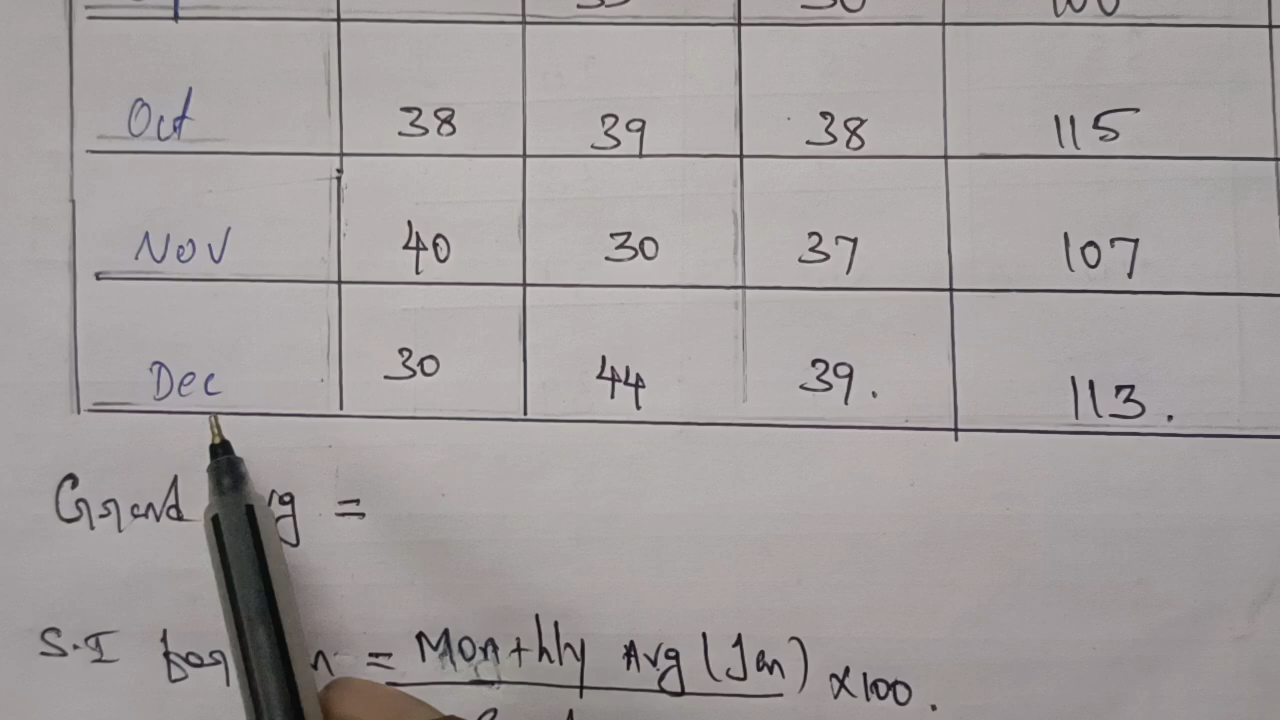 Oct 38 39 38 115
Nov 40 30 37 107
Dec 30 44 39. 113.
Grand =
S.I = Monthly Avg (Jan) x100.